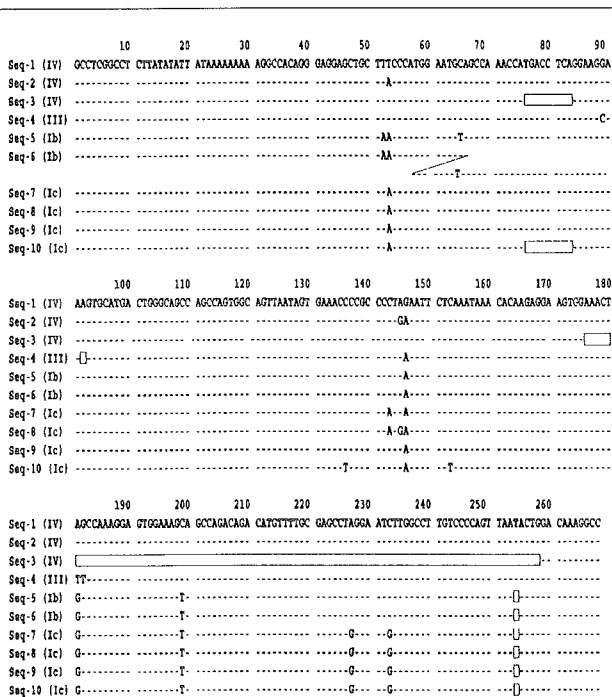 10 20 30 40 50 60 70 80 90
Seq-1 (IV) GCCTCGGCCT CTTATATATT ATAAAAAAAA AGGCCACAGG GAGGAGCTGC TTTCCCATGG AATGCAGCCA AACCATGACC TCAGGAAGGA
Seq-2 (IV) ---------- ---------- ---------- ---------- ---------- --A------- ---------- ---------- ----------
Seq-3 (IV) ---------- ---------- ---------- ---------- ---------- ---------- ---------- ----- -----
Seq-4 (III) ---------- ---------- ---------- ---------- ---------- ---------- ---------- ---------- --------C-
Seq-5 (Ib) ---------- ---------- ---------- ---------- ---------- -AA------- -----T---- ---------- ----------
Seq-6 (Ib) ---------- ---------- ---------- ---------- ---------- -AA------- -------
-- -----T---- ---------- ----------
Seq-7 (Ic) ---------- ---------- ---------- ---------- ---------- --A------- ---------- ---------- ----------
Seq-8 (Ic) ---------- ---------- ---------- ---------- ---------- --A------- ---------- ---------- ----------
Seq-9 (Ic) ---------- ---------- ---------- ---------- ---------- --A------- ---------- ---------- ----------
Seq-10 (Ic) ---------- ---------- ---------- ---------- ---------- --A------- ---------- ----- -----
100 110 120 130 140 150 160 170 180
Seq-1 (IV) AAGTGCATGA CTGGGCAGCC AGCCAGTGGC AGTTAATAGT GAAACCCCGC CCCTAGAATT CTCAAATAAA CACAAGAGGA AGTGGAAACT
Seq-2 (IV) ---------- ---------- ---------- ---------- ---------- ----GA---- ---------- ---------- ----------
Seq-3 (IV) ---------- ---------- ---------- ---------- ---------- ---------- ---------- ---------- -----
Seq-4 (III) - -------- ---------- ---------- ---------- ---------- -----A---- ---------- ---------- ----------
Seq-5 (Ib) ---------- ---------- ---------- ---------- ---------- -----A---- ---------- ---------- ----------
Seq-6 (Ib) ---------- ---------- ---------- ---------- ---------- -----A---- ---------- ---------- ----------
Seq-7 (Ic) ---------- ---------- ---------- ---------- ---------- --A--A---- ---------- ---------- ----------
Seq-8 (Ic) ---------- ---------- ---------- ---------- ---------- --A-GA---- ---------- ---------- ----------
Seq-9 (Ic) ---------- ---------- ---------- ---------- ---------- -----A---- ---------- ---------- ----------
Seq-10 (Ic) ---------- ---------- ---------- ---------- -----T---- -----A---- ----T----- ---------- ----------
190 200 210 220 230 240 250 260
Seq-1 (IV) AGCCAAAGGA GTGGAAAGCA GCCAGACAGA CATGTTTTGC GAGCCTAGGA ATCTTGGCCT TGTCCCCAGT TAATACTGGA CAAAGGCC
Seq-2 (IV) ---------- ---------- ---------- ---------- ---------- ---------- ---------- ---------- --------
Seq-3 (IV) - --------
Seq-4 (III) TT-------- ---------- ---------- ---------- ---------- ---------- ---------- ---------- --------
Seq-5 (Ib) G--------- --------T- ---------- ---------- ---------- ---------- ---------- ----- ---- --------
Seq-6 (Ib) G--------- --------T- ---------- ---------- ---------- ---------- ---------- ----- ---- --------
Seq-7 (Ic) G--------- --------T- ---------- ---------- ------G--- ---G------ ---------- ----- ---- --------
Seq-8 (Ic) G--------- --------T- ---------- ---------- ------G--- ---G------ ---------- ----- ---- --------
Seq-9 (Ic) G--------- --------T- ---------- ---------- ------G--- ---G------ ---------- ----- ---- --------
Seq-10 (Ic) G--------- --------T- ---------- ---------- ------G--- ---G------ ---------- ----- ---- --------